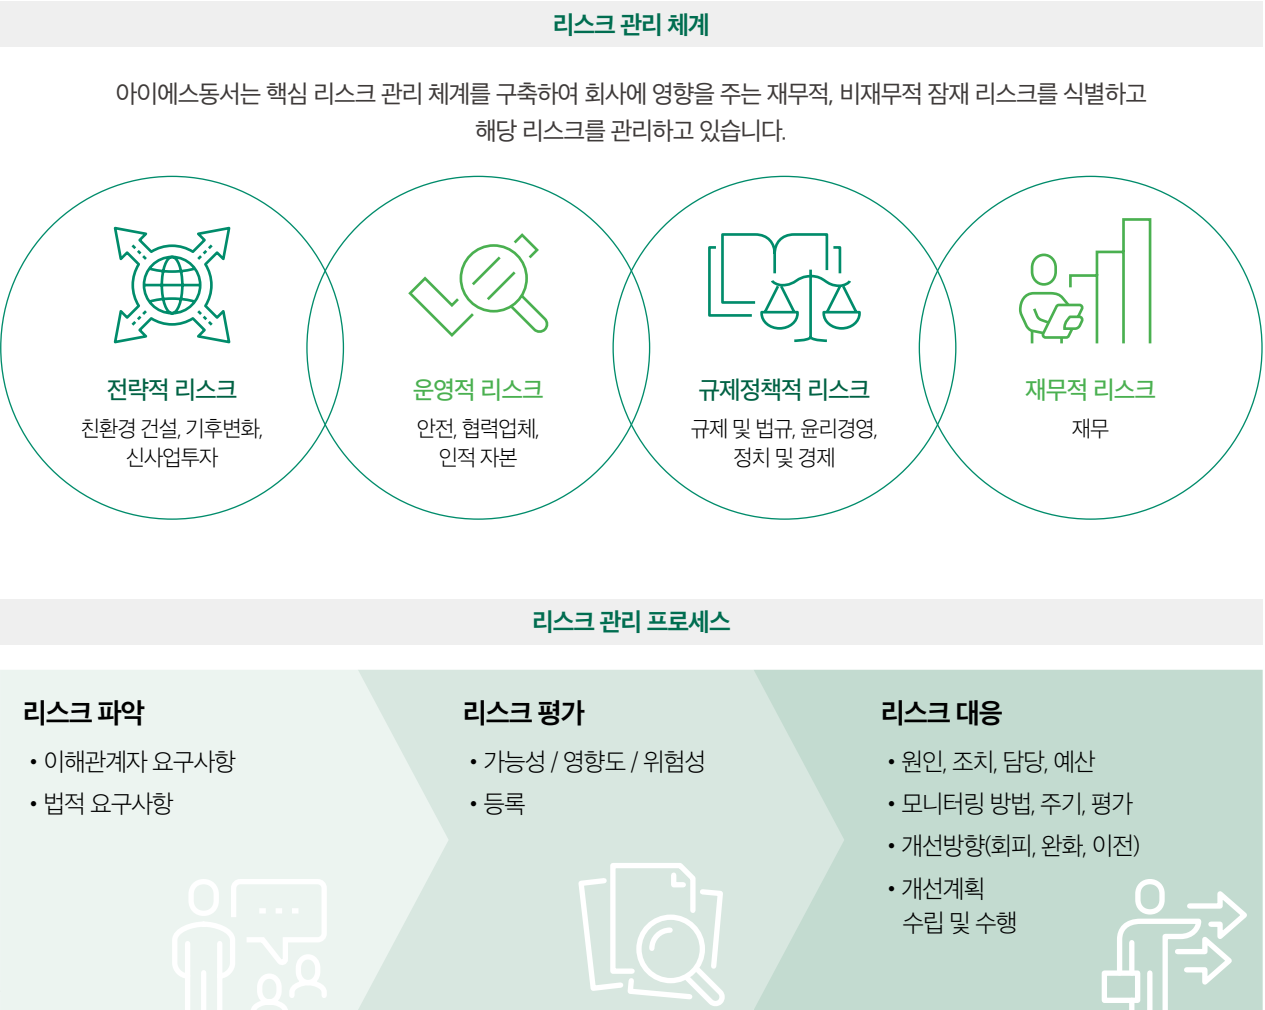 리스크 관리 체계
아이에스동서는 핵심 리스크 관리 체계를 구축하여 회사에 영향을 주는 재무적, 비재무적 잠재 리스크를 식별하고
해당 리스크를 관리하고 있습니다.
전략적 리스크
친환경 건설, 기후변화,
신사업투자
운영적 리스크
안전, 협력업체,
인적 자본
규제정책적 리스크
규제 및 법규, 윤리경영,
정치 및 경제
재무적 리스크
재무
리스크 관리 프로세스
리스크 파악
• 이해관계자 요구사항
• 법적 요구사항
리스크 평가
• 가능성 / 영향도 / 위험성
• 등록
리스크 대응
• 원인, 조치, 담당, 예산
• 모니터링 방법, 주기, 평가
• 개선방향(회피, 완화, 이전)
• 개선계획
수립 및 수행